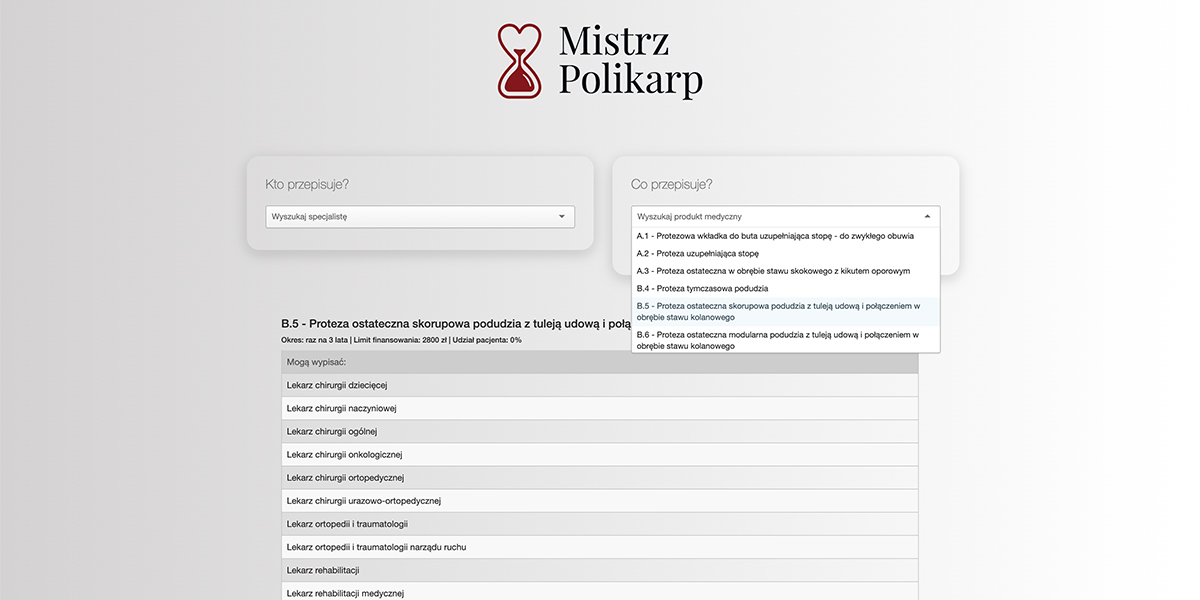 Mistrz
Polikarp
Kto przepisuje?
Wyszukaj specjalistę
Co przepisuje?
Wyszukaj produkt medyczny
A.1 - Protezowa wkładka do buta uzupełniająca stopę - do zwykłego obuwia
A.2 - Proteza uzupełniająca stopę
A.3 - Proteza ostateczna w obrębie stawu skokowego z kikutem oporowym
B.4 - Proteza tymczasowa podudzia
B.5 - Proteza ostateczna skorupowa podudzia z tuleją udową i połączeniem w
obrębie stawu kolanowego
B.6 - Proteza ostateczna modularna podudzia z tuleją udową i połączeniem w
obrębie stawu kolanowego
B.5 - Proteza ostateczna skorupowa podudzia z tuleją udową i połą
Okres: raz na 3 lata | Limit finansowania: 2800 zł | Udział pacjenta: 0%
Mogą wypisać:
Lekarz chirurgii dziecięcej
Lekarz chirurgii naczyniowej
Lekarz chirurgii ogólnej
Lekarz chirurgii onkologicznej
Lekarz chirurgii ortopedycznej
Lekarz chirurgii urazowo-ortopedycznej
Lekarz ortopedii i traumatologii
Lekarz ortopedii i traumatologii narządu ruchu
Lekarz rehabilitacji
Lekarz rehabilitacji medycznej